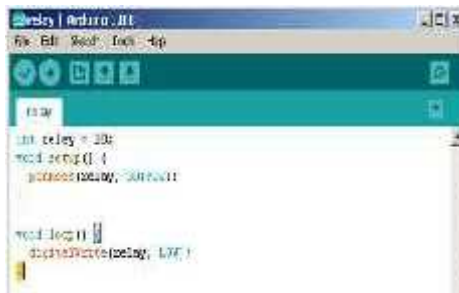 relay | Arduino
File Edit Sketch Tools Help
relay
int relay = 10;
void setup() {
pinMode(relay, OUTPUT);
void loop() {
digitalWrite(relay, LOW)
}